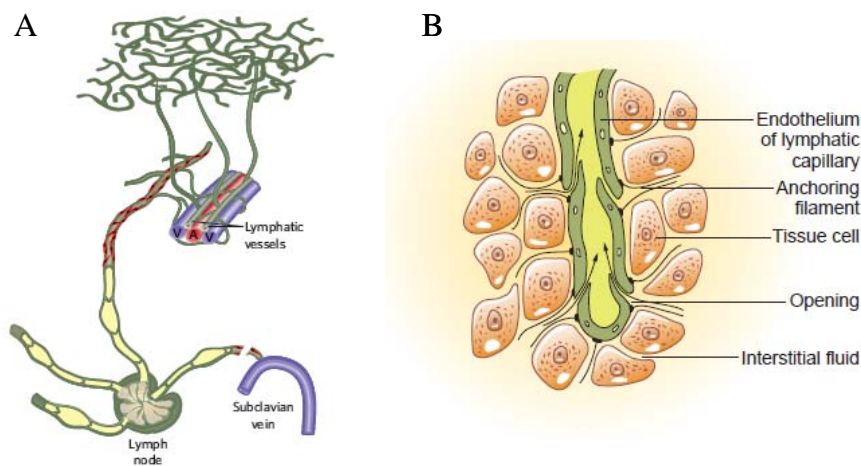 A
B
Lymphatic
vessels
V
A
V
Subclavian
vein
Lymph
node
Endothelium
of lymphatic
capillary
Anchoring
filament
Tissue cell
Opening
Interstitial fluid